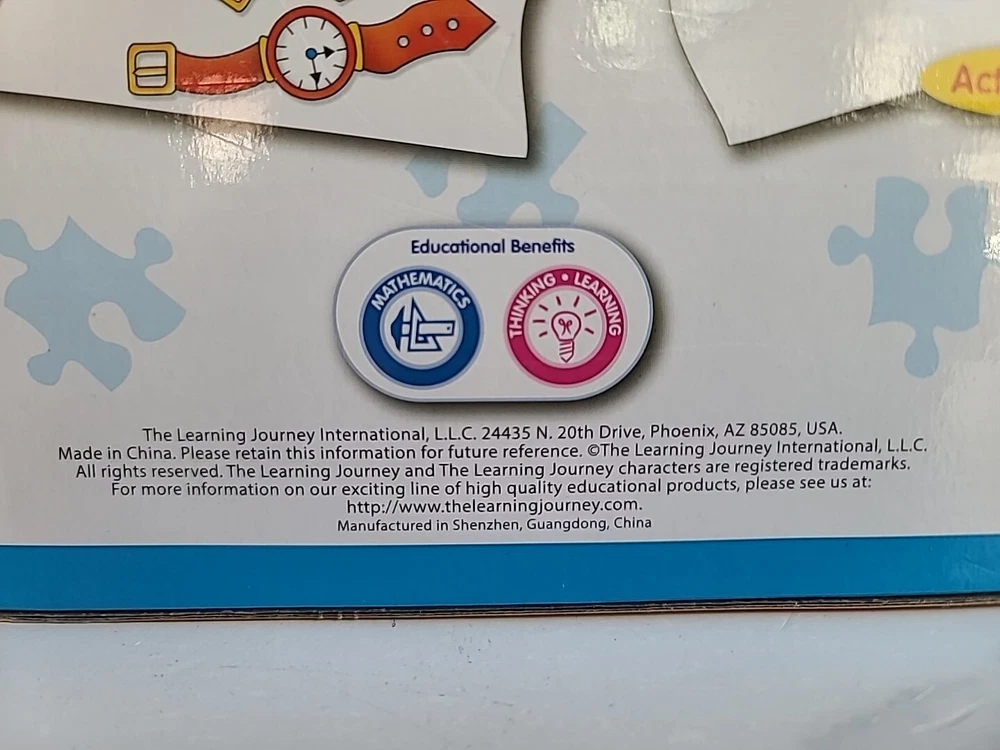 Act
Educational Benefits
MATHEMATICS
THINKING • LEARNING
The Learning Journey International, L.L.C. 24435 N. 20th Drive, Phoenix, AZ 85085, USA.
Made in China. Please retain this information for future reference. ©The Learning Journey International, L.L.C.
All rights reserved. The Learning Journey and The Learning Journey characters are registered trademarks.
For more information on our exciting line of high quality educational products, please see us at:
http://www.thelearningjourney.com.
Manufactured in Shenzhen, Guangdong, China